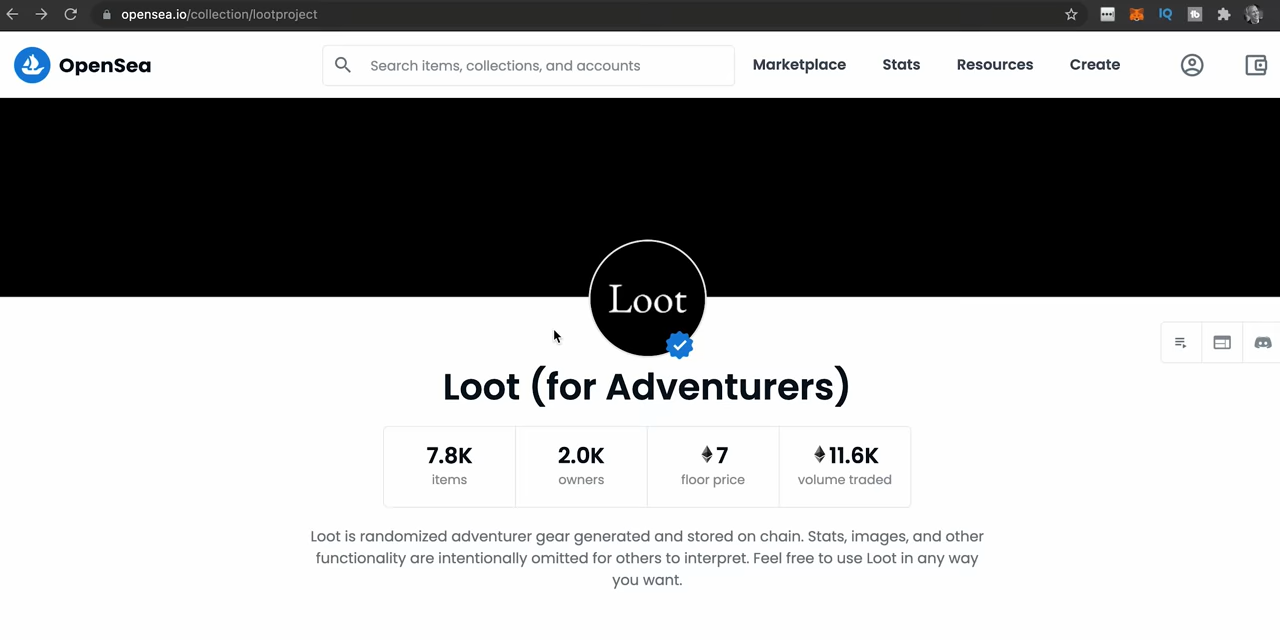 opensea.io/collection/lootproject
IQ
tb
OpenSea
Search items, collections, and accounts
Marketplace
Stats
Resources
Create
Loot
Loot (for Adventurers)
7.8K
items
2.0K
owners
7
floor price
11.6K
volume traded
Loot is randomized adventurer gear generated and stored on chain. Stats, images, and other
functionality are intentionally omitted for others to interpret. Feel free to use Loot in any way
you want.